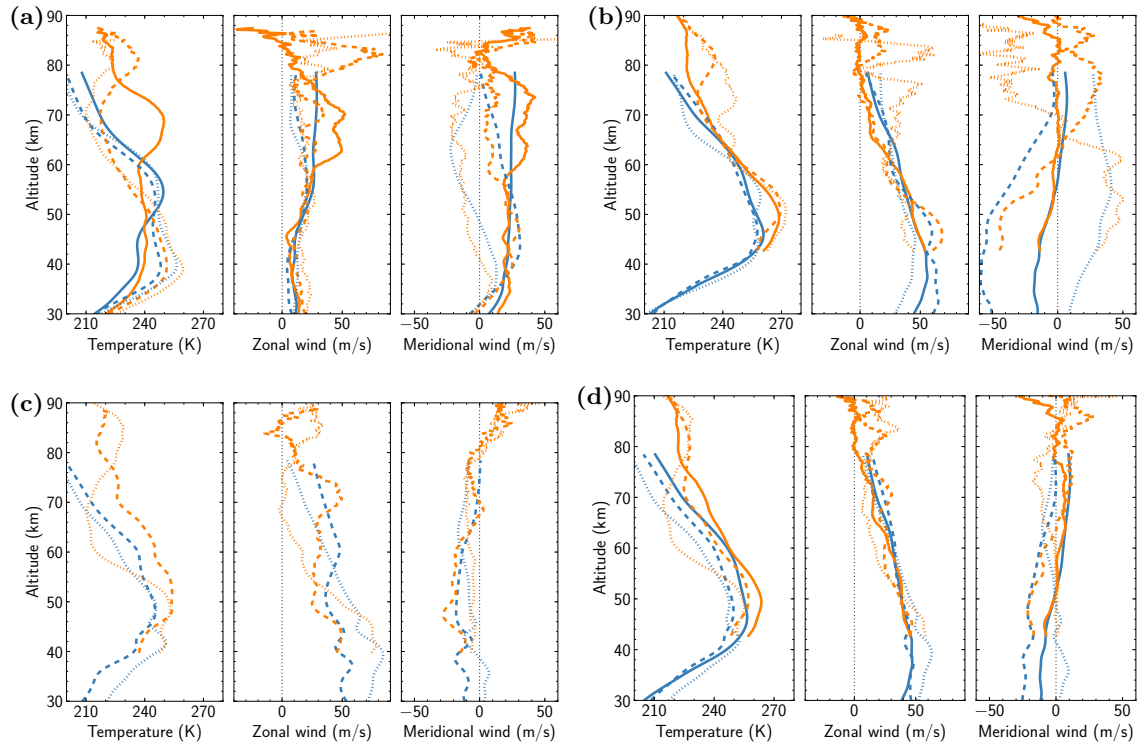 (a)
(b)
90
80
70
60
50
40
30
Altitude (km)
210 240 270
Temperature (K)
0 50
Zonal wind (m/s)
−50 0 50
Meridional wind (m/s)
90
80
70
60
50
40
30
Altitude (km)
210 240 270
Temperature (K)
0 50
Zonal wind (m/s)
−50 0 50
Meridional wind (m/s)
(c)
(d)
90
80
70
60
50
40
30
Altitude (km)
210 240 270
Temperature (K)
0 50
Zonal wind (m/s)
−50 0 50
Meridional wind (m/s)
90
80
70
60
50
40
30
Altitude (km)
210 240 270
Temperature (K)
0 50
Zonal wind (m/s)
−50 0 50
Meridional wind (m/s)